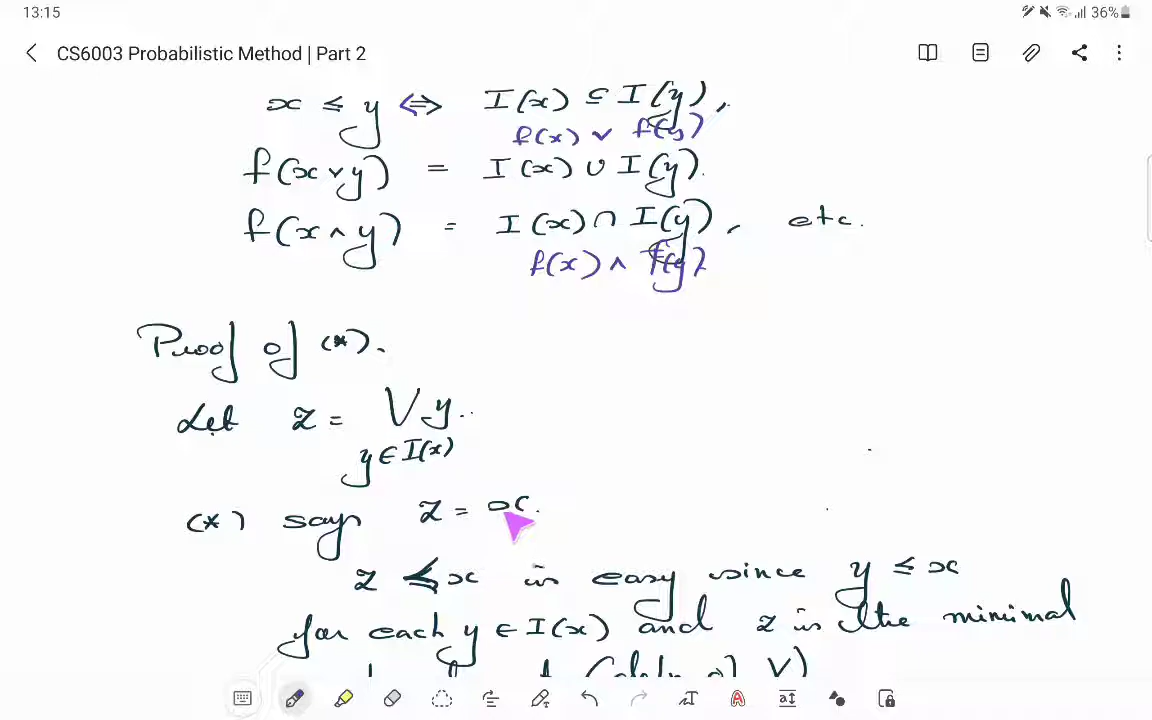 13:15
36%
CS6003 Probabilistic Method | Part 2
x ≤ y ⇔ I(x) ⊆ I(y),
f(x) ∨ f(y)
f(x∨y) = I(x) ∪ I(y).
f(x∧y) = I(x) ∩ I(y), etc.
f(x) ∧ f(y)
Proof of (*).
Let z = ⋁ y.
y ∈ I(x)
(*) says z = x.
z ≤ x is easy since y ≤ x
for each y ∈ I(x) and z is the minimal